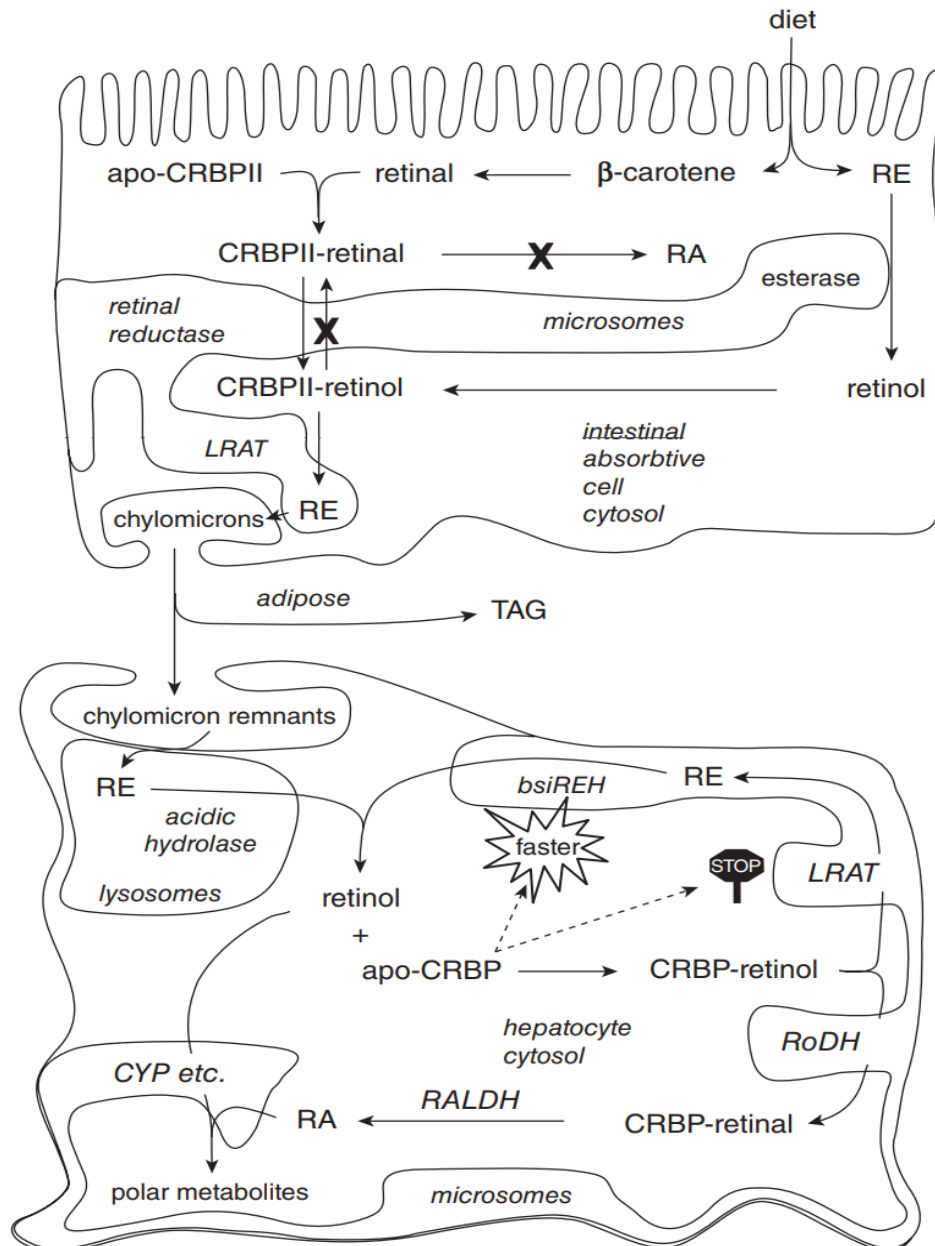 diet
apo-CRBPII
retinal
β-carotene
RE
CRBPII-retinal
X
RA
esterase
retinal
reductase
X
microsomes
CRBPII-retinol
retinol
LRAT
intestinal
absorbtive
cell
cytosol
RE
chylomicrons
adipose
TAG
chylomicron remnants
RE
acidic
hydrolase
lysosomes
bsiREH
RE
faster
STOP
LRAT
retinol
+
apo-CRBP
CRBP-retinol
hepatocyte
cytosol
RoDH
CYP etc.
RA
RALDH
CRBP-retinal
polar metabolites
microsomes